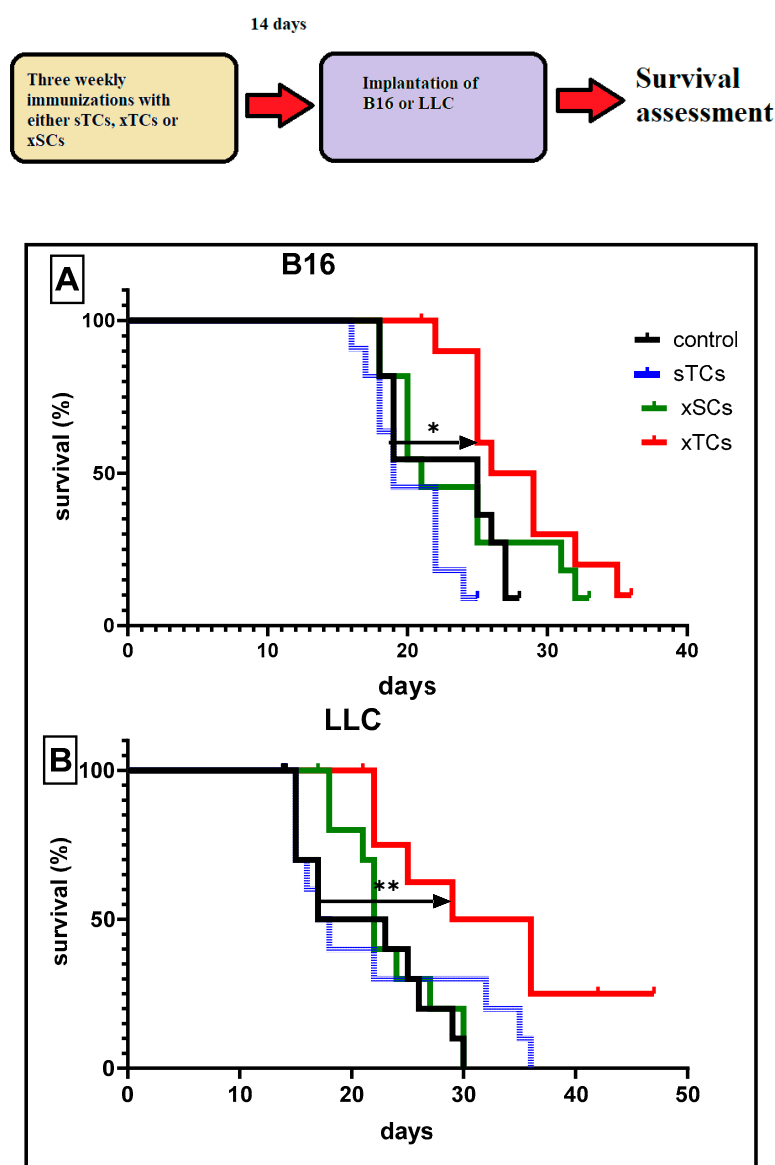 14 days
Three weekly
immunizations with
either sTCs, xTCs or
xSCs
Implantation of
B16 or LLC
Survival
assessment
A
B16
100
50
0
survival (%)
0 10 20 30 40
days
control
sTCs
xSCs
xTCs
*
LLC
B
100
50
0
survival (%)
**
0 10 20 30 40 50
days